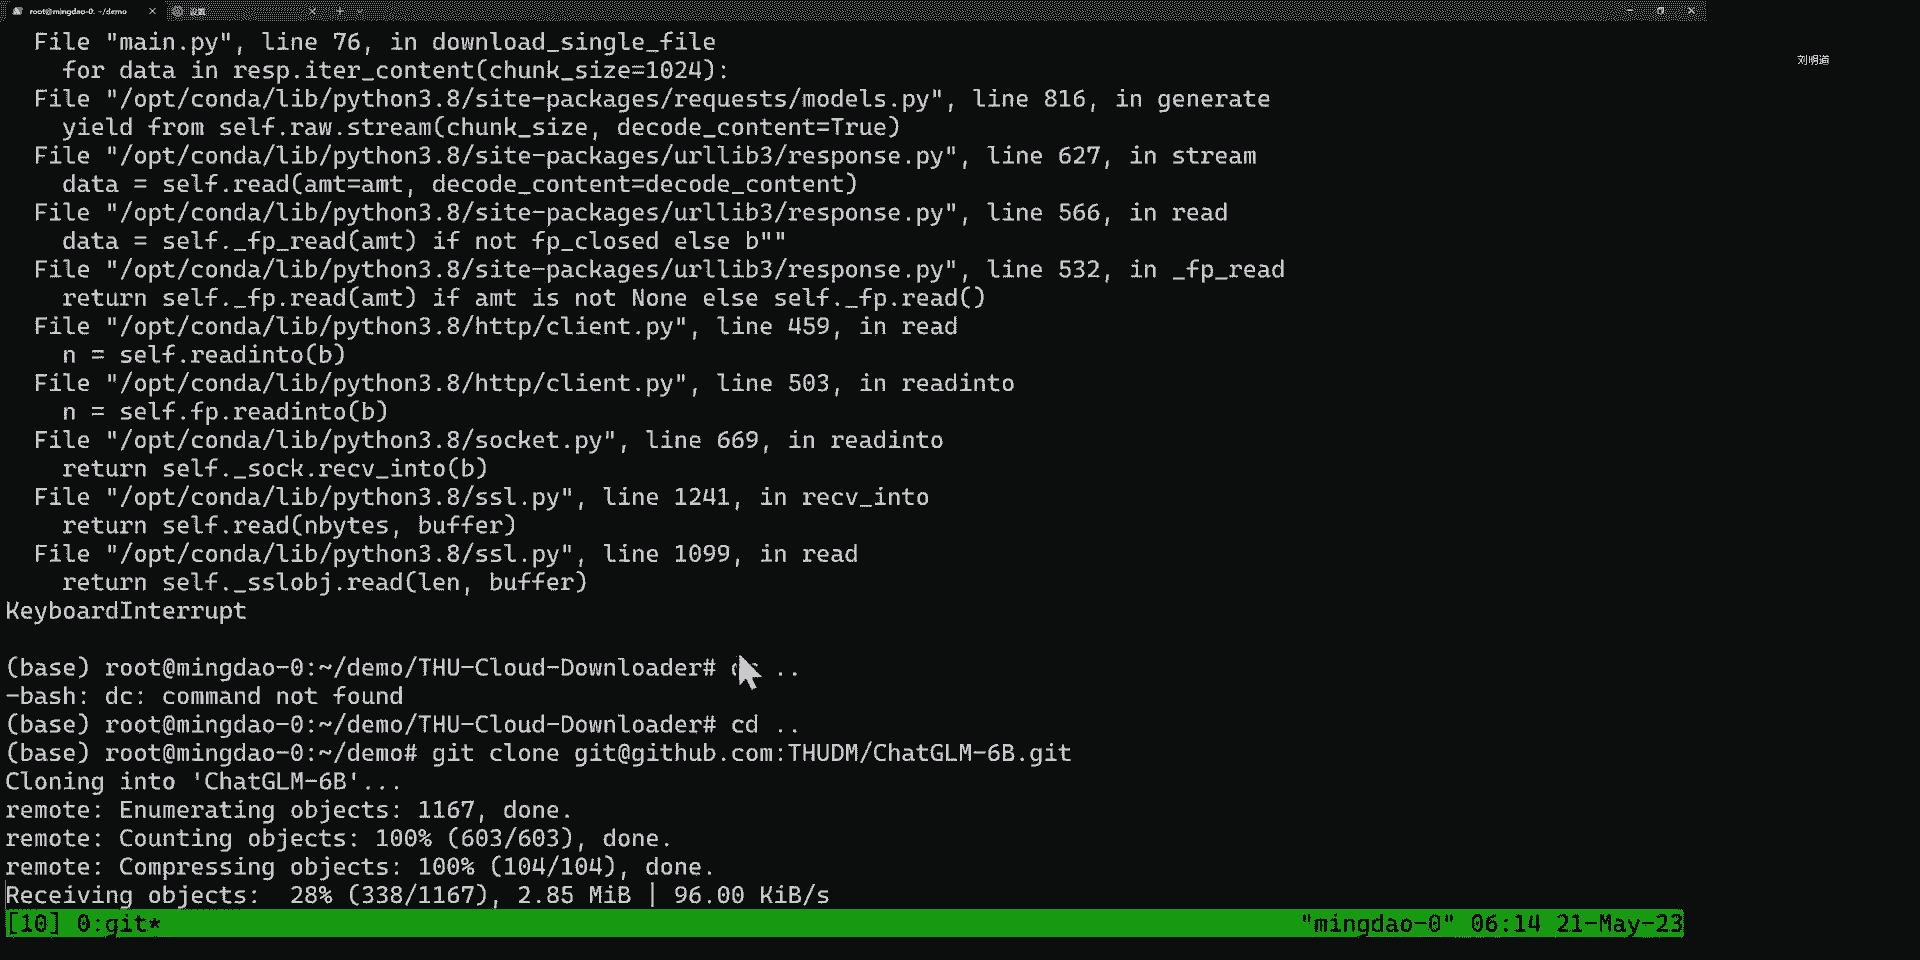 root@mingdao-0: ~/demo
设置
刘明道
  File "main.py", line 76, in download_single_file
    for data in resp.iter_content(chunk_size=1024):
  File "/opt/conda/lib/python3.8/site-packages/requests/models.py", line 816, in generate
    yield from self.raw.stream(chunk_size, decode_content=True)
  File "/opt/conda/lib/python3.8/site-packages/urllib3/response.py", line 627, in stream
    data = self.read(amt=amt, decode_content=decode_content)
  File "/opt/conda/lib/python3.8/site-packages/urllib3/response.py", line 566, in read
    data = self._fp_read(amt) if not fp_closed else b""
  File "/opt/conda/lib/python3.8/site-packages/urllib3/response.py", line 532, in _fp_read
    return self._fp.read(amt) if amt is not None else self._fp.read()
  File "/opt/conda/lib/python3.8/http/client.py", line 459, in read
    n = self.readinto(b)
  File "/opt/conda/lib/python3.8/http/client.py", line 503, in readinto
    n = self.fp.readinto(b)
  File "/opt/conda/lib/python3.8/socket.py", line 669, in readinto
    return self._sock.recv_into(b)
  File "/opt/conda/lib/python3.8/ssl.py", line 1241, in recv_into
    return self.read(nbytes, buffer)
  File "/opt/conda/lib/python3.8/ssl.py", line 1099, in read
    return self._sslobj.read(len, buffer)
KeyboardInterrupt
(base) root@mingdao-0:~/demo/THU-Cloud-Downloader# ..
-bash: dc: command not found
(base) root@mingdao-0:~/demo/THU-Cloud-Downloader# cd ..
(base) root@mingdao-0:~/demo# git clone git@github.com:THUDM/ChatGLM-6B.git
Cloning into 'ChatGLM-6B'...
remote: Enumerating objects: 1167, done.
remote: Counting objects: 100% (603/603), done.
remote: Compressing objects: 100% (104/104), done.
Receiving objects:  28% (338/1167), 2.85 MiB | 96.00 KiB/s
[10] 0:git* "mingdao-0" 06:14 21-May-23